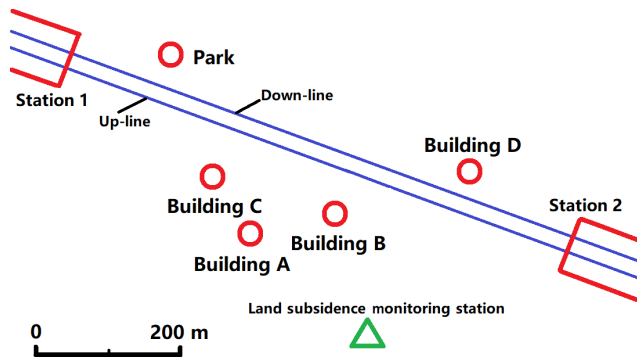 Park
Station 1
Down-line
Up-line
Building D
Building C
Station 2
Building B
Building A
Land subsidence monitoring station
0 200 m